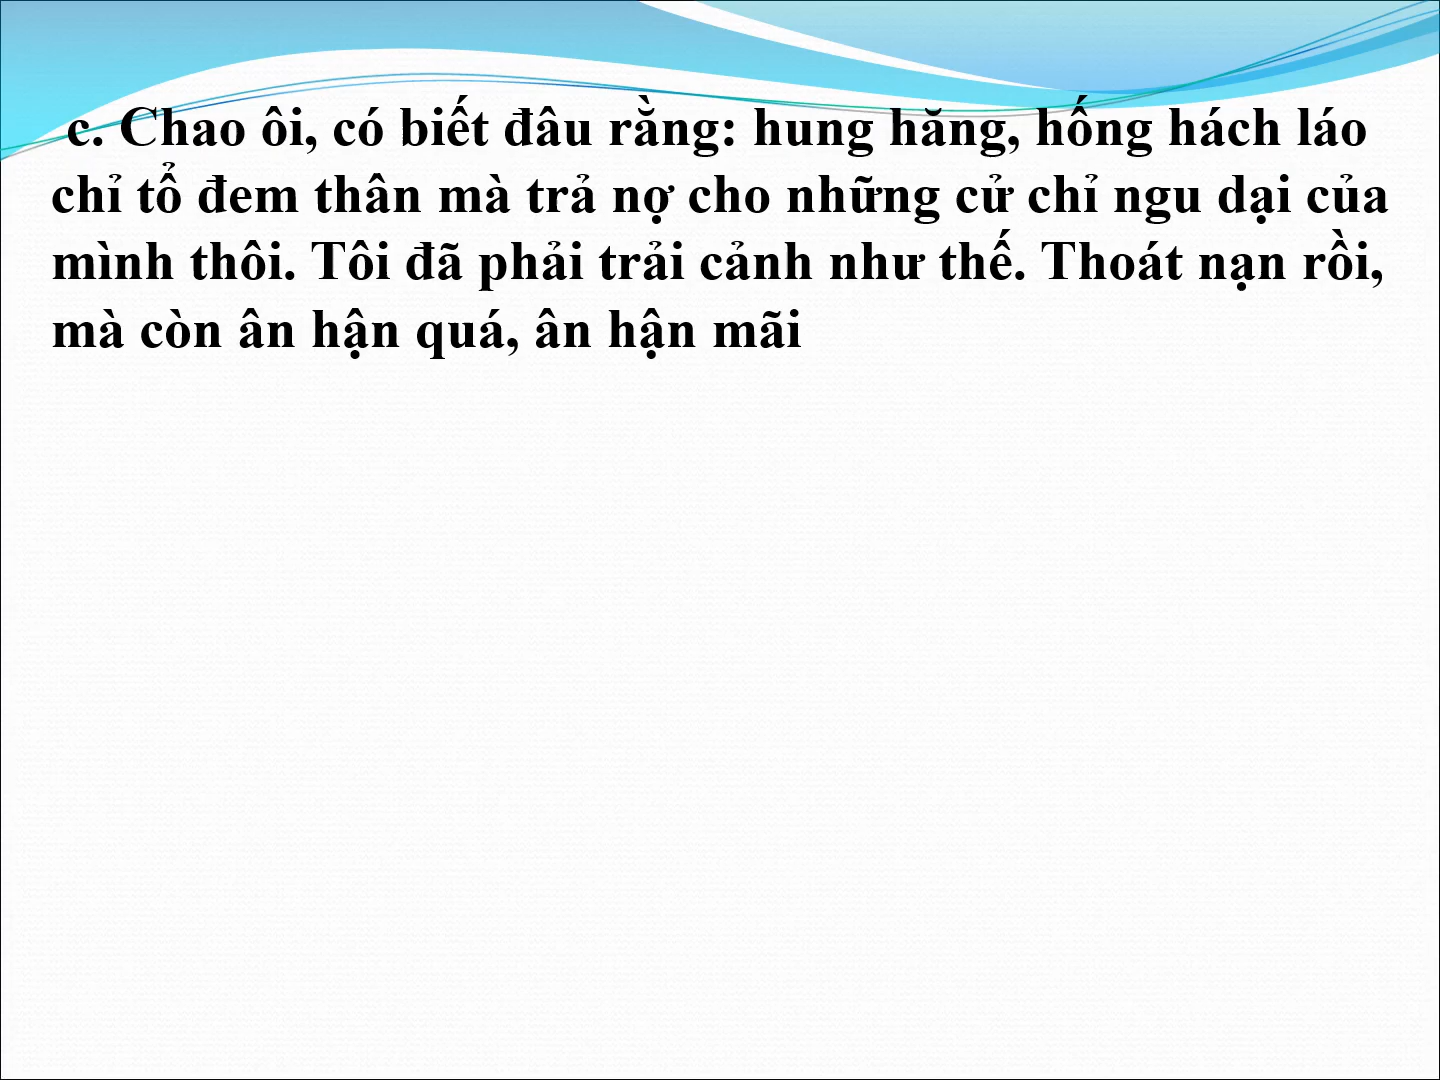 c. Chao ôi, có biết đâu rằng: hung hăng, hống hách láo
chỉ tổ đem thân mà trả nợ cho những cử chỉ ngu dại của
mình thôi. Tôi đã phải trải cảnh như thế. Thoát nạn rồi,
mà còn ân hận quá, ân hận mãi